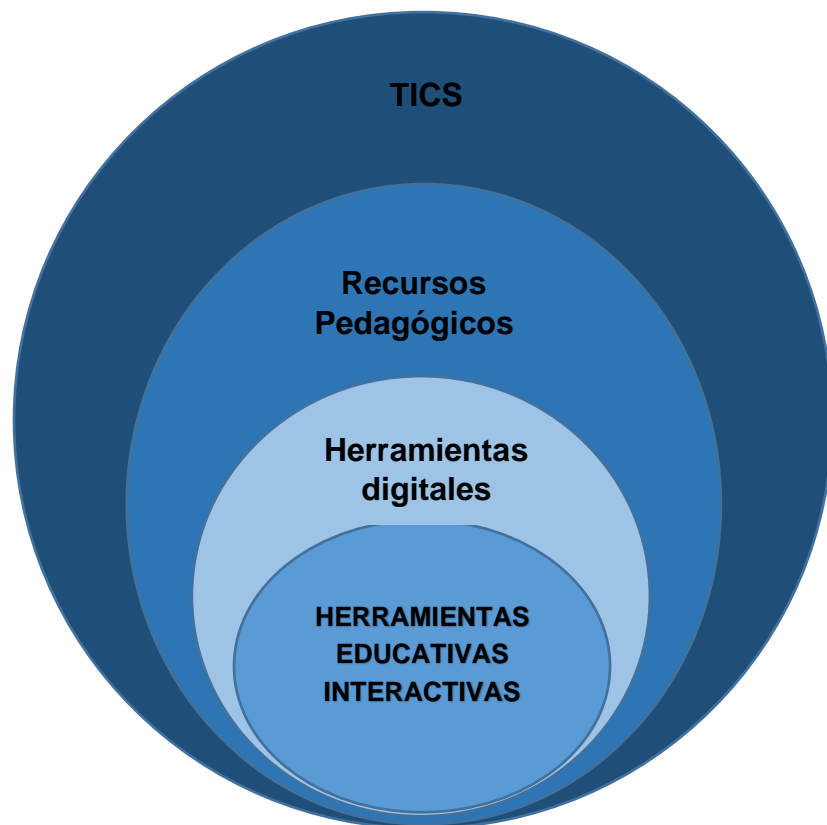 TICS
Recursos
Pedagógicos
Herramientas
digitales
HERRAMIENTAS
EDUCATIVAS
INTERACTIVAS